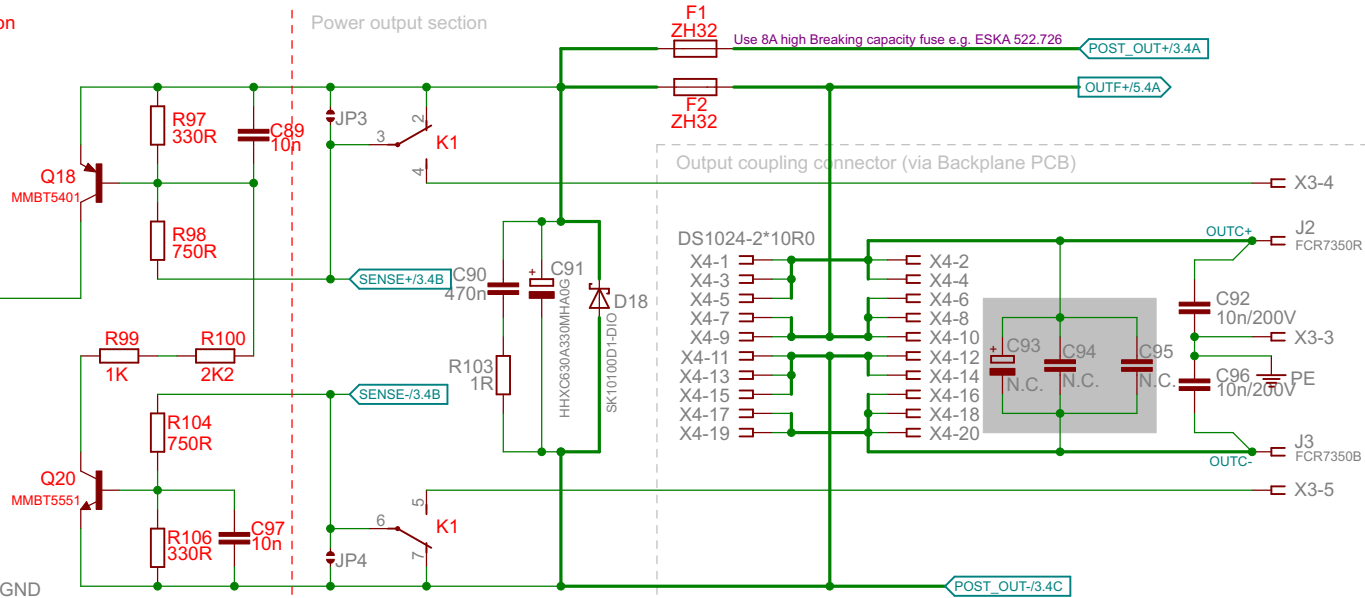 on
Power output section
F1
ZH32
Use 8A high Breaking capacity fuse e.g. ESKA 522.726
POST_OUT+/3.4A
OUTF+/5.4A
F2
ZH32
R97
330R
C89
10n
JP3
2
3
K1
4
Output coupling connector (via Backplane PCB)
Q18
MMBT5401
X3-4
R98
750R
DS1024-2*10R0
OUTC+
J2
FCR7350R
SENSE+/3.4B
C90
470n
+
C91
HHXC630A330MHA0G
D18
SK10100D1-DIO
X4-1
X4-2
X4-3
X4-4
X4-5
X4-6
X4-7
X4-8
X4-9
X4-10
X4-11
X4-12
X4-13
X4-14
X4-15
X4-16
X4-17
X4-18
X4-19
X4-20
C92
10n/200V
X3-3
R99
1K
R100
2K2
R103
1R
+
C93
N.C.
C94
N.C.
C95
N.C.
C96
10n/200V
PE
SENSE-/3.4B
R104
750R
J3
FCR7350B
OUTC-
Q20
MMBT5551
5
X3-5
6
K1
7
R106
330R
C97
10n
JP4
GND
POST_OUT-/3.4C